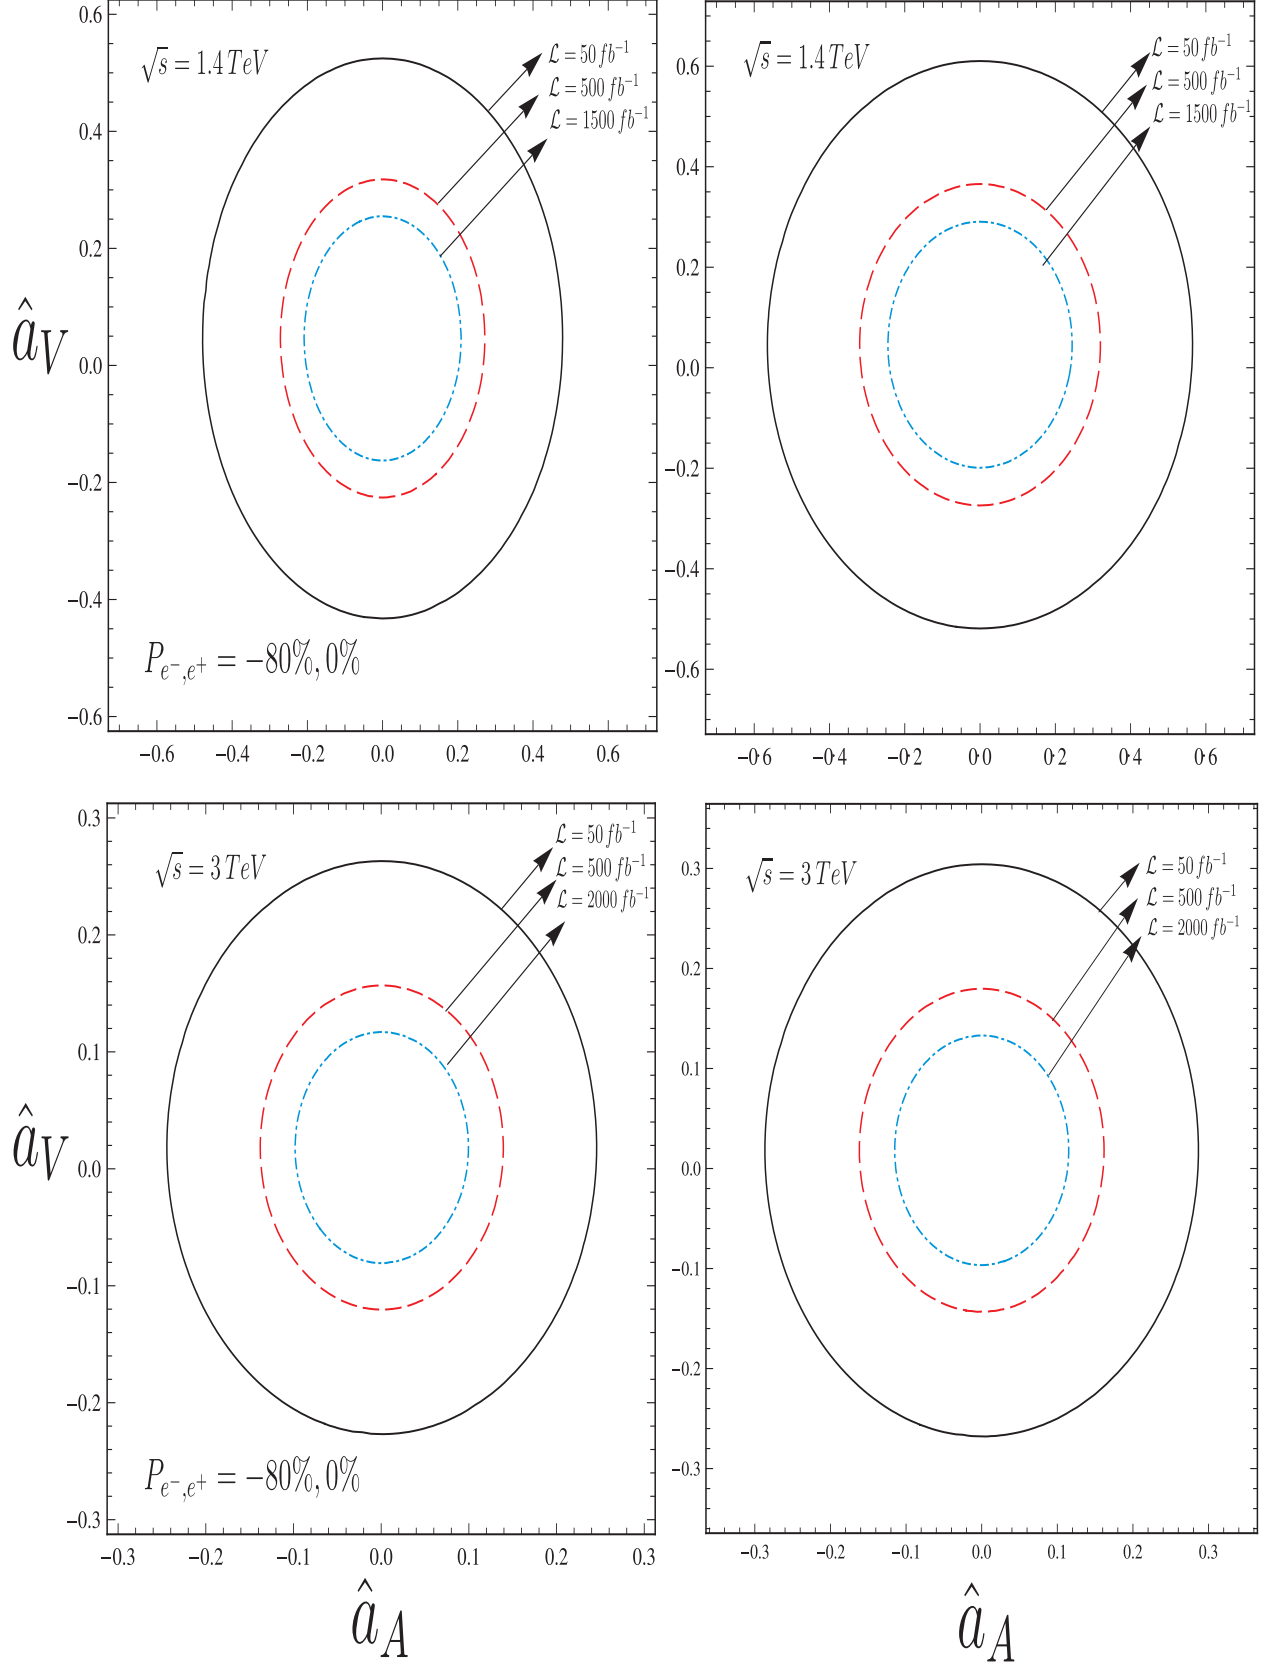 √s = 1.4 TeV
ℒ = 50 fb⁻¹
ℒ = 500 fb⁻¹
ℒ = 1500 fb⁻¹
0.6
0.4
0.2
0.0
−0.2
−0.4
−0.6
â_V
P_{e⁻,e⁺} = −80%, 0%
−0.6 −0.4 −0.2 0.0 0.2 0.4 0.6
√s = 1.4 TeV
ℒ = 50 fb⁻¹
ℒ = 500 fb⁻¹
ℒ = 1500 fb⁻¹
0.6
0.4
0.2
0.0
−0.2
−0.4
−0.6
−0.6 −0.4 −0.2 0.0 0.2 0.4 0.6
√s = 3 TeV
ℒ = 50 fb⁻¹
ℒ = 500 fb⁻¹
ℒ = 2000 fb⁻¹
0.3
0.2
0.1
0.0
−0.1
−0.2
−0.3
â_V
P_{e⁻,e⁺} = −80%, 0%
−0.3 −0.2 −0.1 0.0 0.1 0.2 0.3
â_A
√s = 3 TeV
ℒ = 50 fb⁻¹
ℒ = 500 fb⁻¹
ℒ = 2000 fb⁻¹
0.3
0.2
0.1
0.0
−0.1
−0.2
−0.3
−0.3 −0.2 −0.1 0.0 0.1 0.2 0.3
â_A